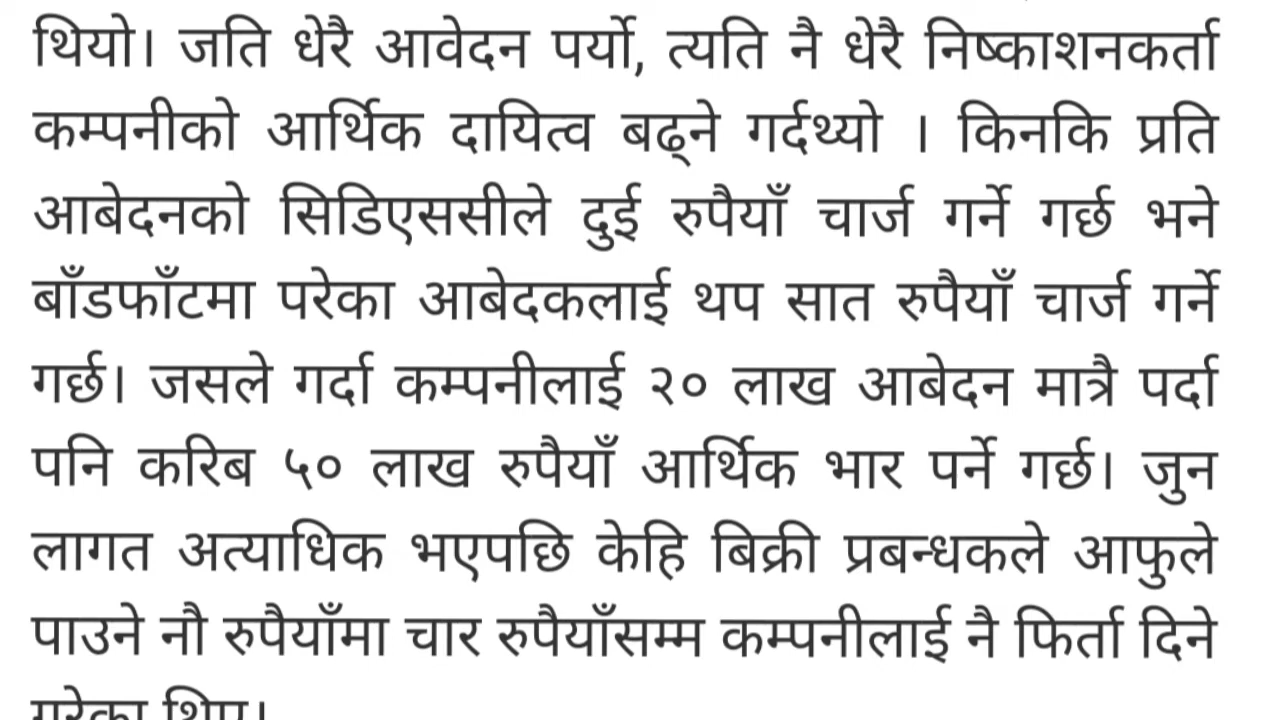 थियो। जति धेरै आवेदन पर्यो, त्यति नै धेरै निष्काशनकर्ता
कम्पनीको आर्थिक दायित्व बढ्ने गर्दथ्यो । किनकि प्रति
आबेदनको सिडिएससीले दुई रुपैयाँ चार्ज गर्ने गर्छ भने
बाँडफाँटमा परेका आबेदकलाई थप सात रुपैयाँ चार्ज गर्ने
गर्छ। जसले गर्दा कम्पनीलाई २० लाख आबेदन मात्रै पर्दा
पनि करिब ५० लाख रुपैयाँ आर्थिक भार पर्ने गर्छ। जुन
लागत अत्याधिक भएपछि केहि बिक्री प्रबन्धकले आफुले
पाउने नौ रुपैयाँमा चार रुपैयाँसम्म कम्पनीलाई नै फिर्ता दिने
गरेका थिए।